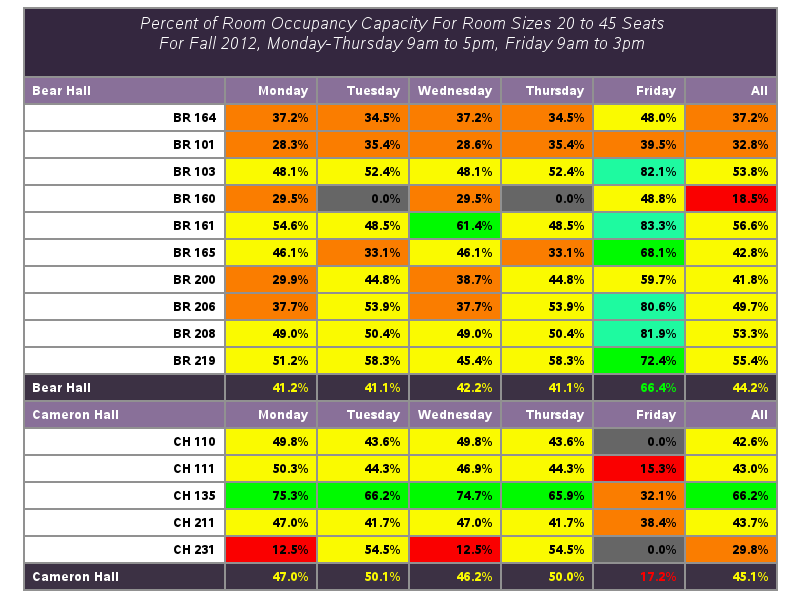 Percent of Room Occupancy Capacity For Room Sizes 20 to 45 Seats
For Fall 2012, Monday-Thursday 9am to 5pm, Friday 9am to 3pm
Bear Hall Monday Tuesday Wednesday Thursday Friday All
BR 164 37.2% 34.5% 37.2% 34.5% 48.0% 37.2%
BR 101 28.3% 35.4% 28.6% 35.4% 39.5% 32.8%
BR 103 48.1% 52.4% 48.1% 52.4% 82.1% 53.8%
BR 160 29.5% 0.0% 29.5% 0.0% 48.8% 18.5%
BR 161 54.6% 48.5% 61.4% 48.5% 83.3% 56.6%
BR 165 46.1% 33.1% 46.1% 33.1% 68.1% 42.8%
BR 200 29.9% 44.8% 38.7% 44.8% 59.7% 41.8%
BR 206 37.7% 53.9% 37.7% 53.9% 80.6% 49.7%
BR 208 49.0% 50.4% 49.0% 50.4% 81.9% 53.3%
BR 219 51.2% 58.3% 45.4% 58.3% 72.4% 55.4%
Bear Hall 41.2% 41.1% 42.2% 41.1% 66.4% 44.2%
Cameron Hall Monday Tuesday Wednesday Thursday Friday All
CH 110 49.8% 43.6% 49.8% 43.6% 0.0% 42.6%
CH 111 50.3% 44.3% 46.9% 44.3% 15.3% 43.0%
CH 135 75.3% 66.2% 74.7% 65.9% 32.1% 66.2%
CH 211 47.0% 41.7% 47.0% 41.7% 38.4% 43.7%
CH 231 12.5% 54.5% 12.5% 54.5% 0.0% 29.8%
Cameron Hall 47.0% 50.1% 46.2% 50.0% 17.2% 45.1%